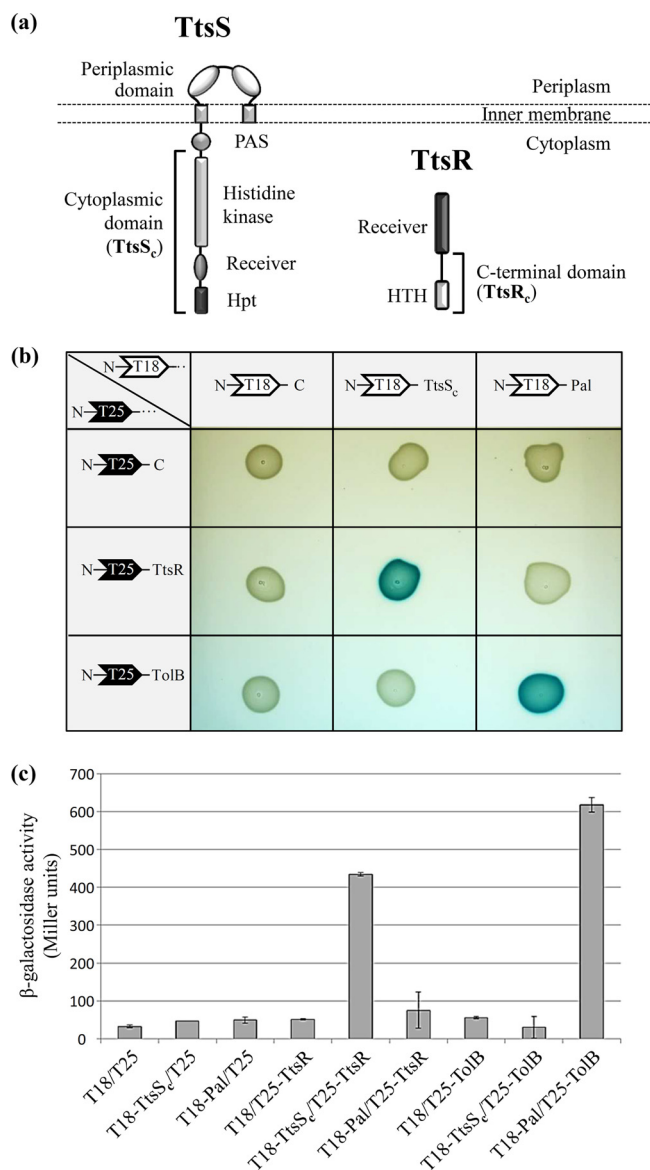 (a)
TtsS
Periplasmic
domain
Periplasm
Inner membrane
Cytoplasm
PAS
TtsR
Cytoplasmic
domain
(TtsSc)
Histidine
kinase
Receiver
Hpt
Receiver
HTH
C-terminal domain
(TtsRc)
(b)
N T18 ..
N T25 ...
N T18 C
N T18 TtsSc
N T18 Pal
N T25 C
N T25 TtsR
N T25 TolB
(c)
β-galactosidase activity
(Miller units)
700
600
500
400
300
200
100
0
T18/T25
T18-TtsSc/T25
T18-Pal/T25
T18/T25-TtsR
T18-TtsSc/T25-TtsR
T18-Pal/T25-TtsR
T18/T25-TolB
T18-TtsSc/T25-TolB
T18-Pal/T25-TolB